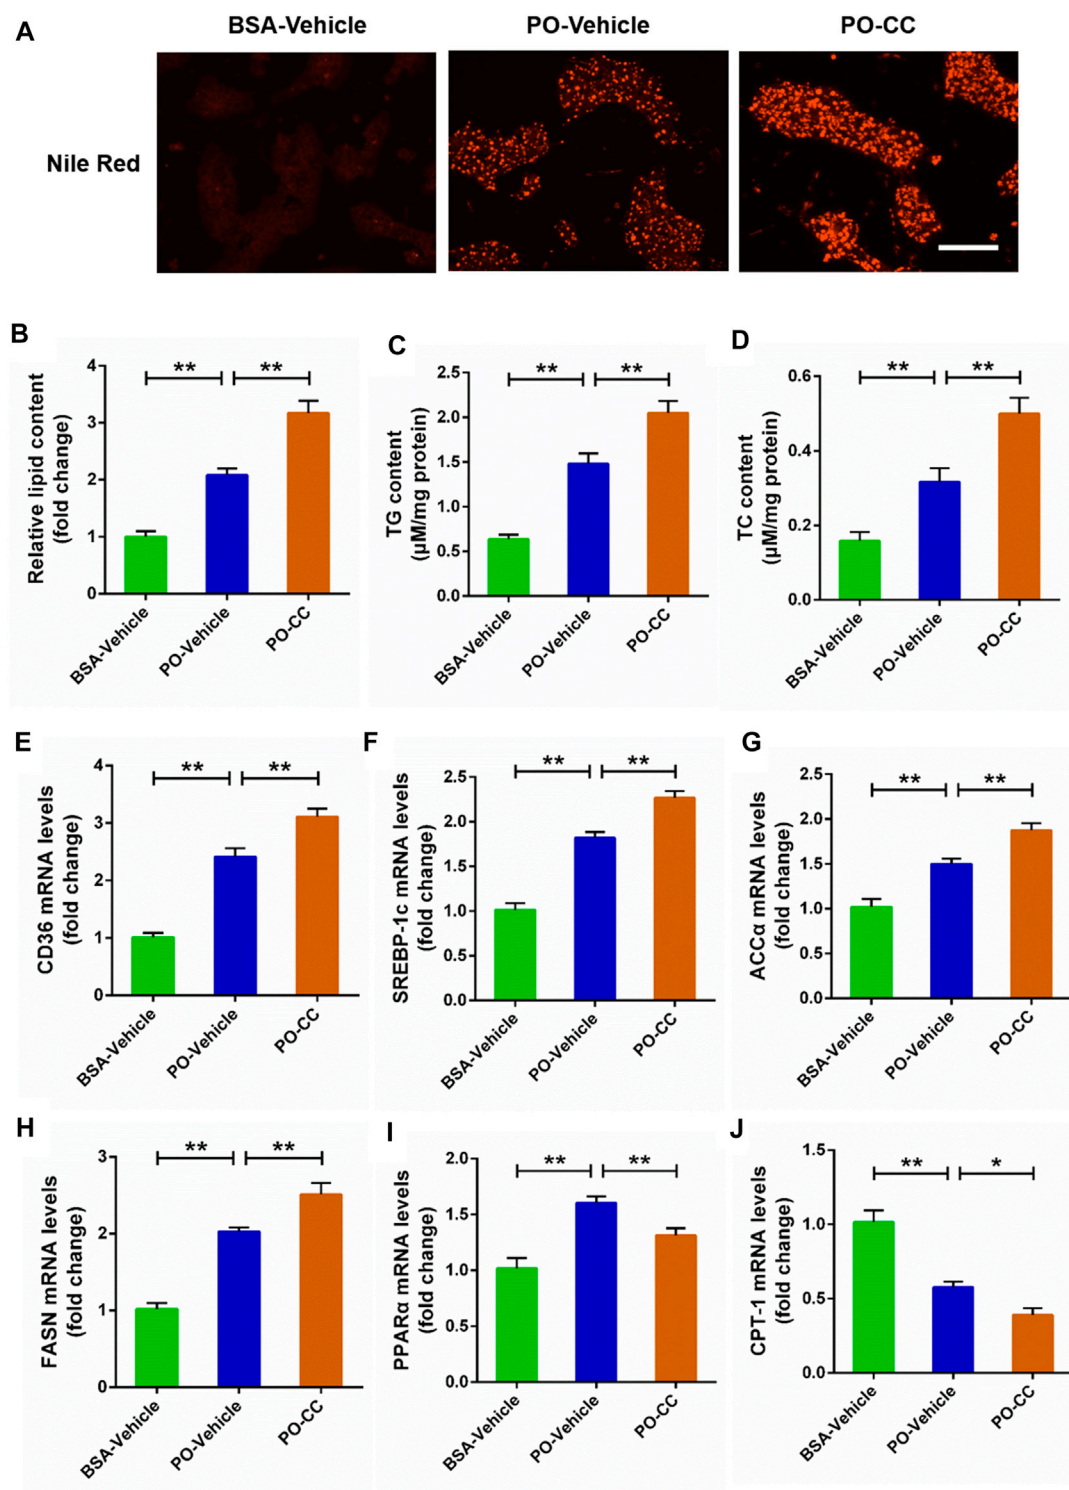 A
BSA-Vehicle
PO-Vehicle
PO-CC
Nile Red
B
Relative lipid content
(fold change)
4
3
2
1
0
**
**
BSA-Vehicle
PO-Vehicle
PO-CC
C
TG content
(µM/mg protein)
2.5
2.0
1.5
1.0
0.5
0.0
**
**
BSA-Vehicle
PO-Vehicle
PO-CC
D
TC content
(µM/mg protein)
0.6
0.4
0.2
0.0
**
**
BSA-Vehicle
PO-Vehicle
PO-CC
E
CD36 mRNA levels
(fold change)
4
3
2
1
0
**
**
BSA-Vehicle
PO-Vehicle
PO-CC
F
SREBP-1c mRNA levels
(fold change)
2.5
2.0
1.5
1.0
0.5
0.0
**
**
BSA-Vehicle
PO-Vehicle
PO-CC
G
ACCα mRNA levels
(fold change)
2.5
2.0
1.5
1.0
0.5
0.0
**
**
BSA-Vehicle
PO-Vehicle
PO-CC
H
FASN mRNA levels
(fold change)
3
2
1
0
**
**
BSA-Vehicle
PO-Vehicle
PO-CC
I
PPARα mRNA levels
(fold change)
2.0
1.5
1.0
0.5
0.0
**
**
BSA-Vehicle
PO-Vehicle
PO-CC
J
CPT-1 mRNA levels
(fold change)
1.5
1.0
0.5
0.0
**
*
BSA-Vehicle
PO-Vehicle
PO-CC